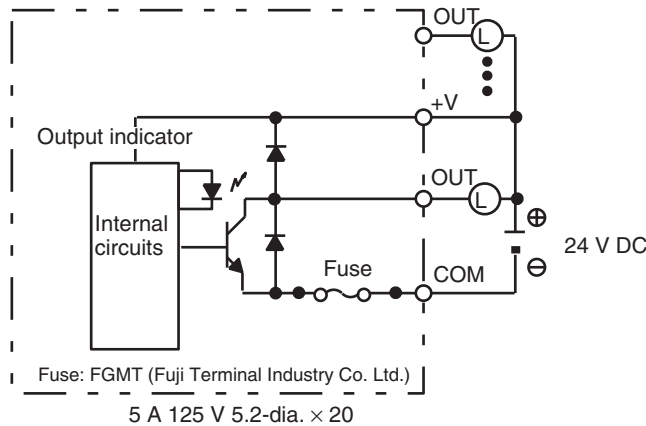 OUT
L
+V
Output indicator
OUT
L
⊕
Internal
circuits
24 V DC
Fuse
⊖
COM
Fuse: FGMT (Fuji Terminal Industry Co. Ltd.)
5 A 125 V 5.2-dia. × 20